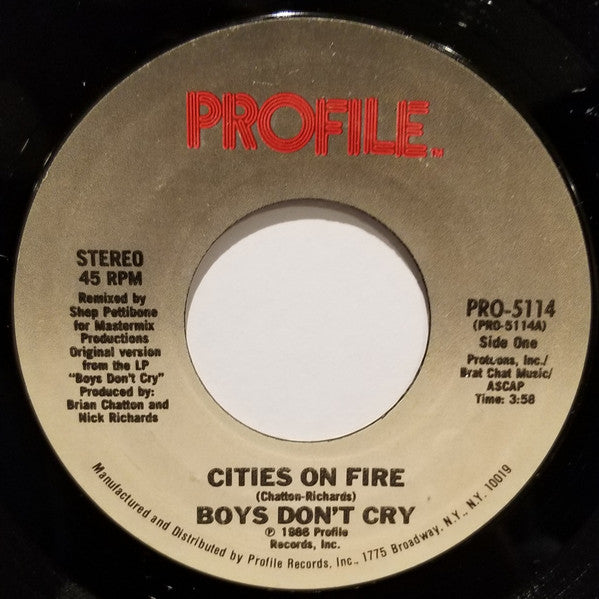 PROFILE™
STEREO
45 RPM
Remixed by
Shep Pettibone
for Mastermix
Productions
Original version
from the LP
"Boys Don't Cry"
Produced by:
Brian Chatton and
Nick Richards
PRO-5114
(PRO-5114A)
Side One
Protoons, Inc./
Brat Chat Music/
ASCAP
Time: 3:58
CITIES ON FIRE
(Chatton-Richards)
BOYS DON'T CRY
℗ 1986 Profile
Records, Inc.
Manufactured and Distributed by Profile Records, Inc., 1775 Broadway, N.Y., N.Y. 10019